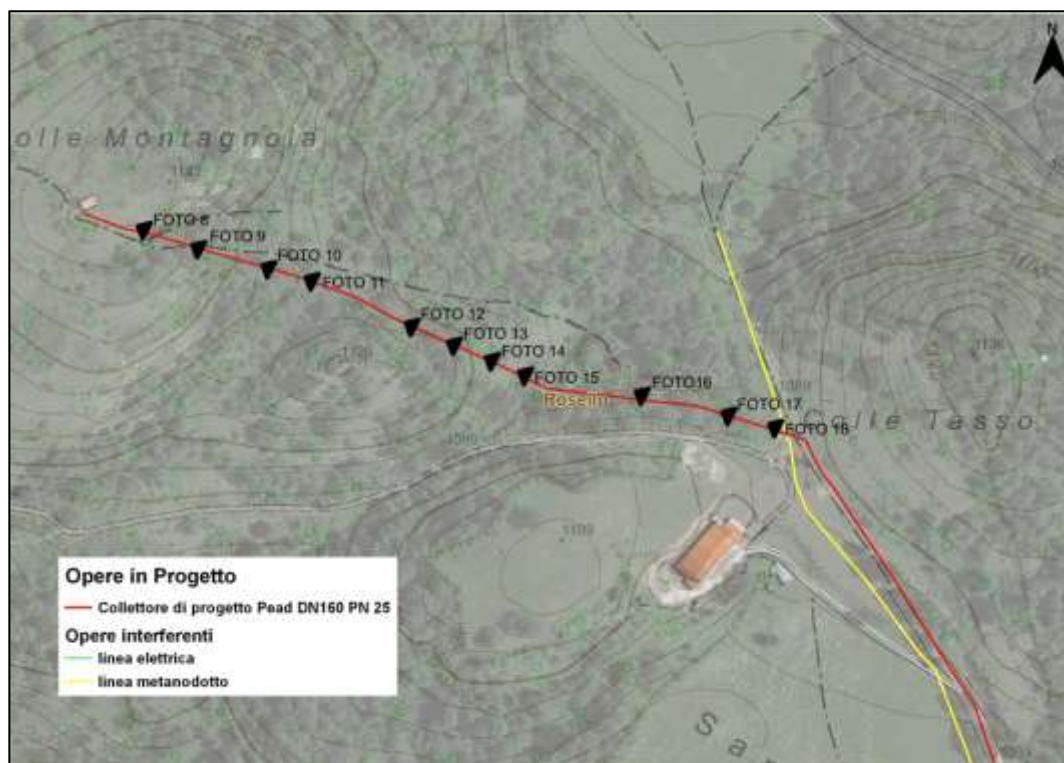 N
olle Montagnola
FOTO 8
FOTO 9
FOTO 10
FOTO 11
FOTO 12
FOTO 13
FOTO 14
FOTO 15
FOTO16
FOTO 17
FOTO 18
Colle Tasso
1136
1100
Opere in Progetto
Collettore di progetto Pead DN160 PN 25
Opere interferenti
linea elettrica
linea metanodotto
S a